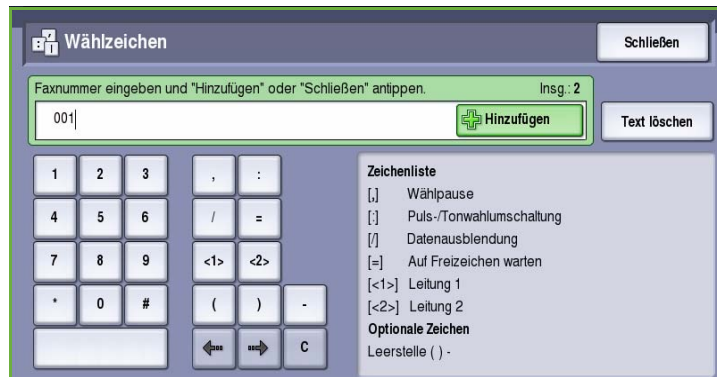 Wählzeichen
Schließen
Faxnummer eingeben und "Hinzufügen" oder "Schließen" antippen. Insg.: 2
001
Hinzufügen
Text löschen
1 2 3 , :
4 5 6 / =
7 8 9 <1> <2>
* 0 # ( ) -
C
Zeichenliste
[,] Wählpause
[:] Puls-/Tonwahlumschaltung
[/] Datenausblendung
[=] Auf Freizeichen warten
[<1>] Leitung 1
[<2>] Leitung 2
Optionale Zeichen
Leerstelle ( ) -